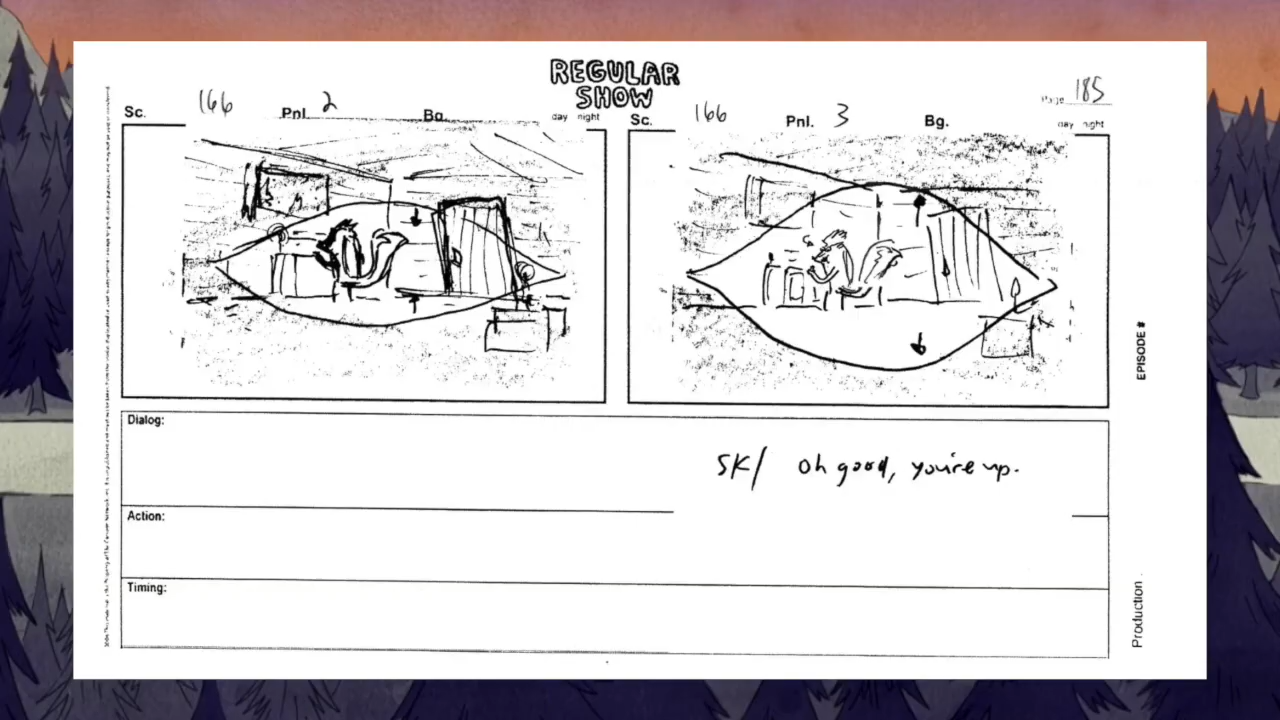 REGULAR
SHOW
Sc. 166 Pnl. 2 Bg. day night
Sc. 166 Pnl. 3 Bg. day night
Page 185
Dialog:
SK/ oh good, you're up.
Action:
Timing:
EPISODE #
Production